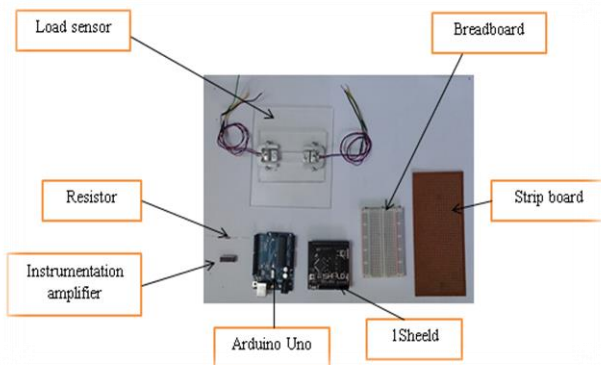 Load sensor
Breadboard
Resistor
Strip board
Instrumentation
amplifier
Arduino Uno
1Sheeld